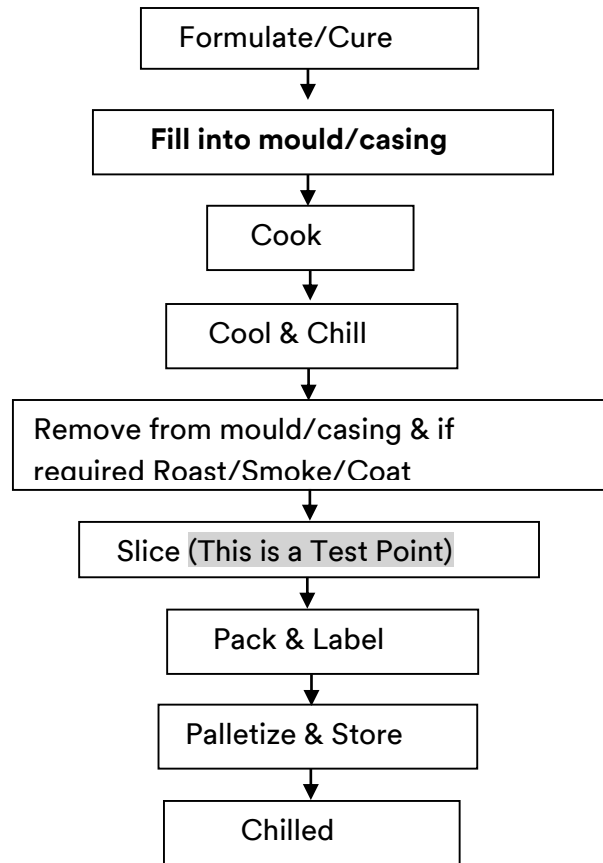 Formulate/Cure
Fill into mould/casing
Cook
Cool & Chill
Remove from mould/casing & if
required Roast/Smoke/Coat
Slice (This is a Test Point)
Pack & Label
Palletize & Store
Chilled